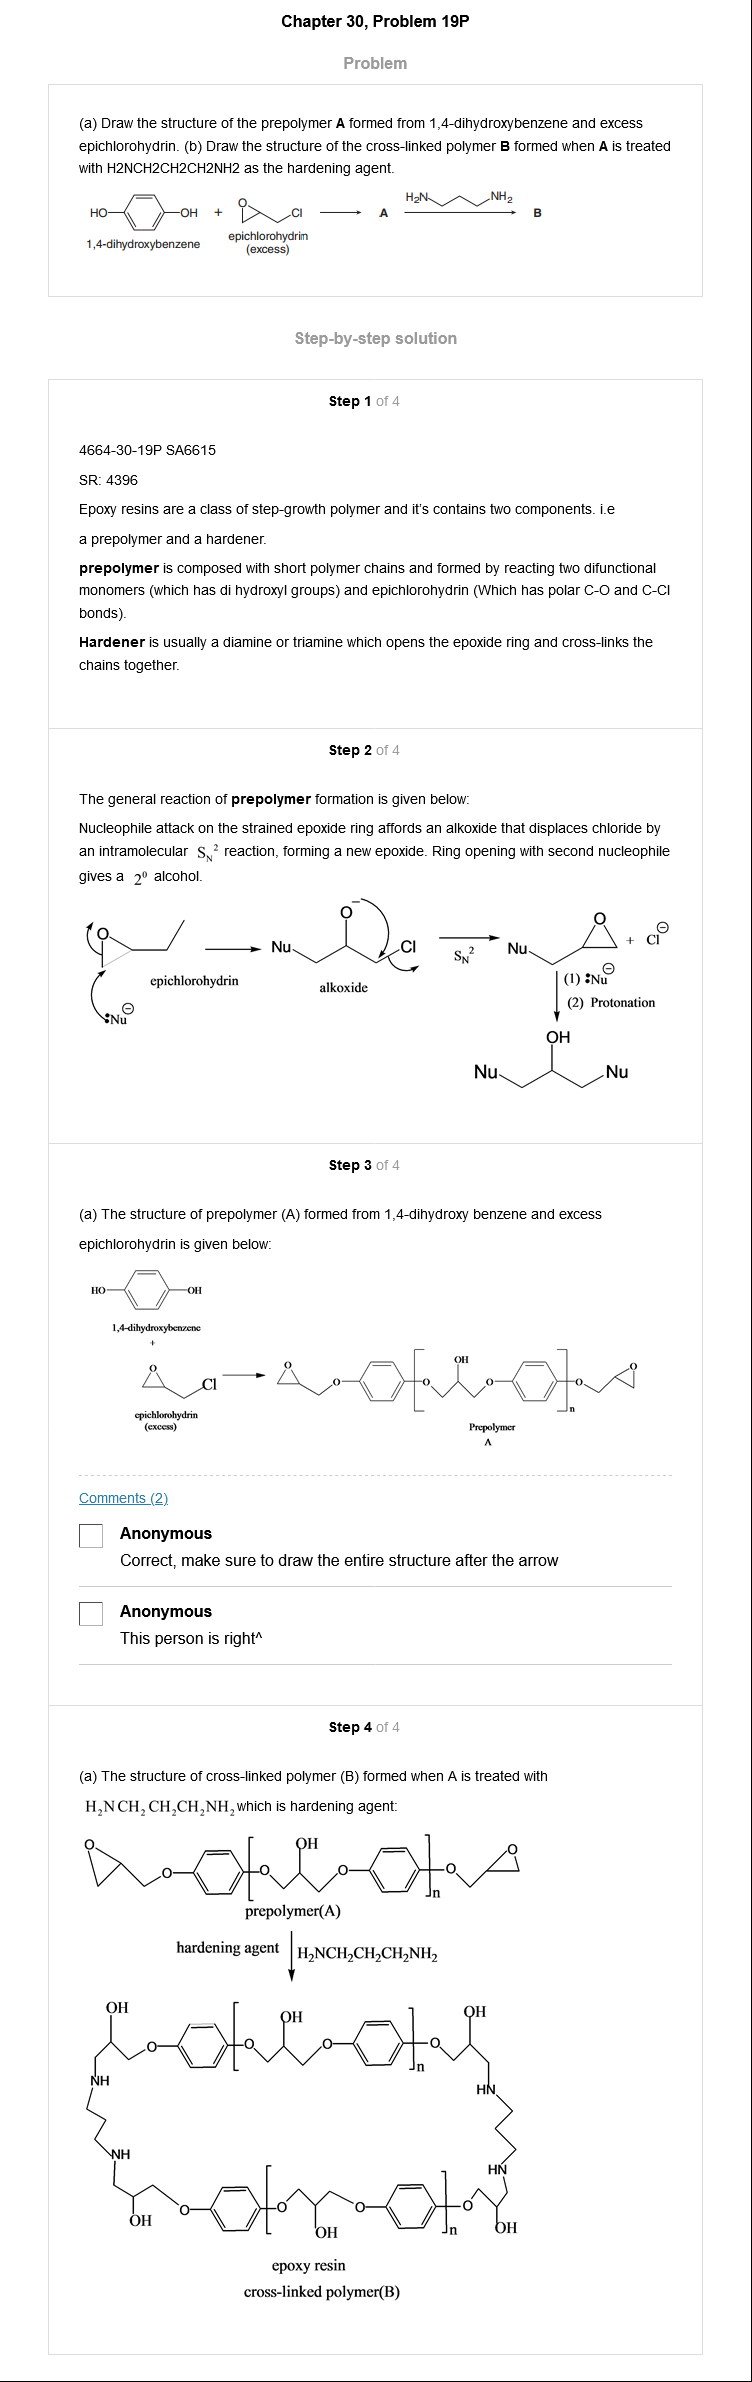 Chapter 30, Problem 19P
Problem
(a) Draw the structure of the prepolymer A formed from 1,4-dihydroxybenzene and excess
epichlorohydrin. (b) Draw the structure of the cross-linked polymer B formed when A is treated
with H2NCH2CH2CH2NH2 as the hardening agent.
HO OH + O Cl A H₂N NH₂ B
1,4-dihydroxybenzene
epichlorohydrin
(excess)
Step-by-step solution
Step 1 of 4
4664-30-19P SA6615
SR: 4396
Epoxy resins are a class of step-growth polymer and it's contains two components. i.e
a prepolymer and a hardener.
prepolymer is composed with short polymer chains and formed by reacting two difunctional
monomers (which has di hydroxyl groups) and epichlorohydrin (Which has polar C-O and C-Cl
bonds).
Hardener is usually a diamine or triamine which opens the epoxide ring and cross-links the
chains together.
Step 2 of 4
The general reaction of prepolymer formation is given below:
Nucleophile attack on the strained epoxide ring affords an alkoxide that displaces chloride by
an intramolecular S_N² reaction, forming a new epoxide. Ring opening with second nucleophile
gives a 2⁰ alcohol.
O Nu O⁻ Cl S_N² Nu O + Cl⊖
epichlorohydrin
alkoxide
:Nu⊖
(1) :Nu⊖
(2) Protonation
OH
Nu Nu
Step 3 of 4
(a) The structure of prepolymer (A) formed from 1,4-dihydroxy benzene and excess
epichlorohydrin is given below:
HO OH
1,4-dihydroxybenzene
+
O Cl O O O OH O O O n
epichlorohydrin
(excess)
Prepolymer
A
Comments (2)
Anonymous
Correct, make sure to draw the entire structure after the arrow
Anonymous
This person is right^
Step 4 of 4
(a) The structure of cross-linked polymer (B) formed when A is treated with
H₂NCH₂CH₂CH₂NH₂ which is hardening agent:
O O O OH O O O n
prepolymer(A)
hardening agent H₂NCH₂CH₂CH₂NH₂
OH OH OH
O O O O n
NH HN
NH HN
O O O O n
OH OH OH
epoxy resin
cross-linked polymer(B)